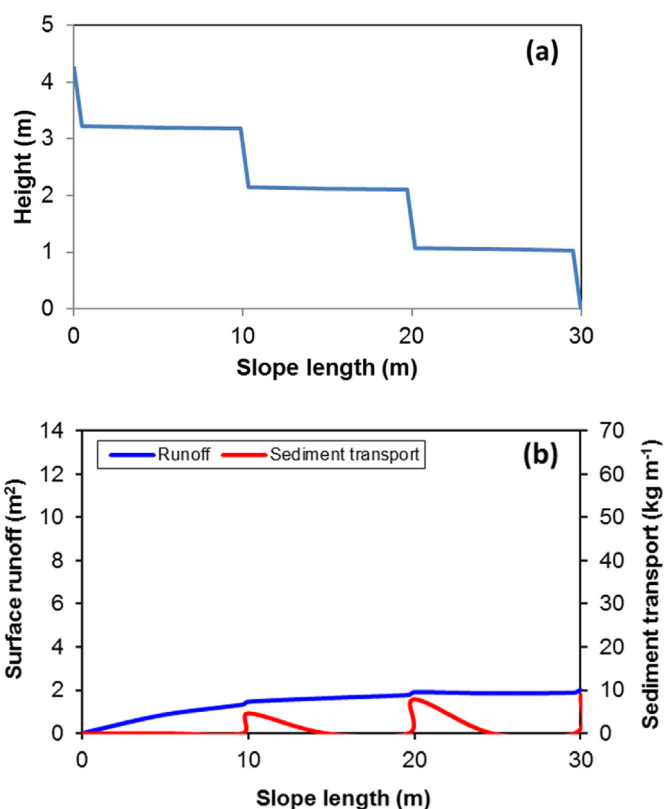 (a)
Height (m)
5
4
3
2
1
0
0 10 20 30
Slope length (m)
(b)
Runoff Sediment transport
Surface runoff (m²)
14
12
10
8
6
4
2
0
Sediment transport (kg m⁻¹)
70
60
50
40
30
20
10
0
0 10 20 30
Slope length (m)